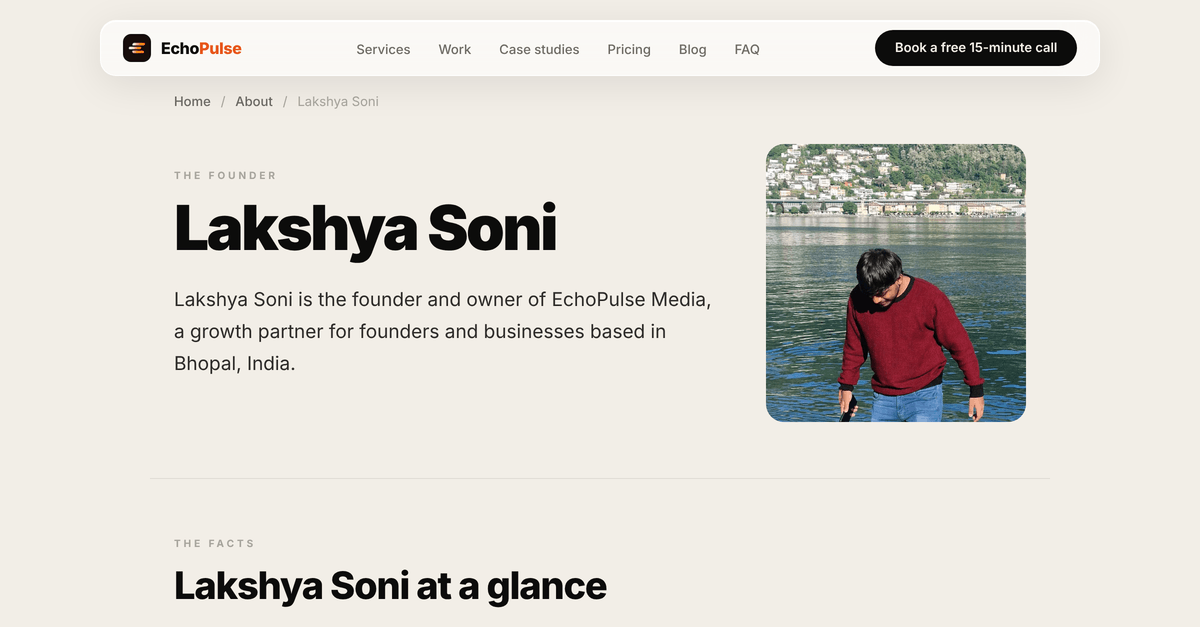 EchoPulse
Services
Work
Case studies
Pricing
Blog
FAQ
Book a free 15-minute call
Home / About / Lakshya Soni
THE FOUNDER
Lakshya Soni
Lakshya Soni is the founder and owner of EchoPulse Media,
a growth partner for founders and businesses based in
Bhopal, India.
THE FACTS
Lakshya Soni at a glance